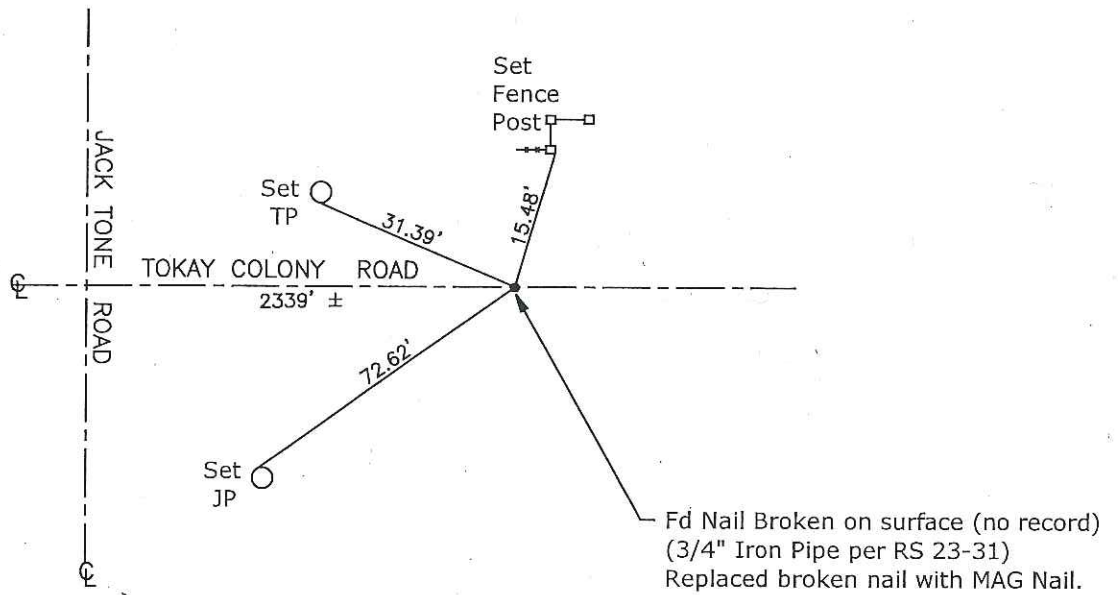 Set
Fence
Post
JACK TONE ROAD
Set
TP
31.39'
15.48'
℄
TOKAY COLONY ROAD
2339' ±
72.62'
Set
JP
Fd Nail Broken on surface (no record)
(3/4" Iron Pipe per RS 23-31)
Replaced broken nail with MAG Nail.
℄